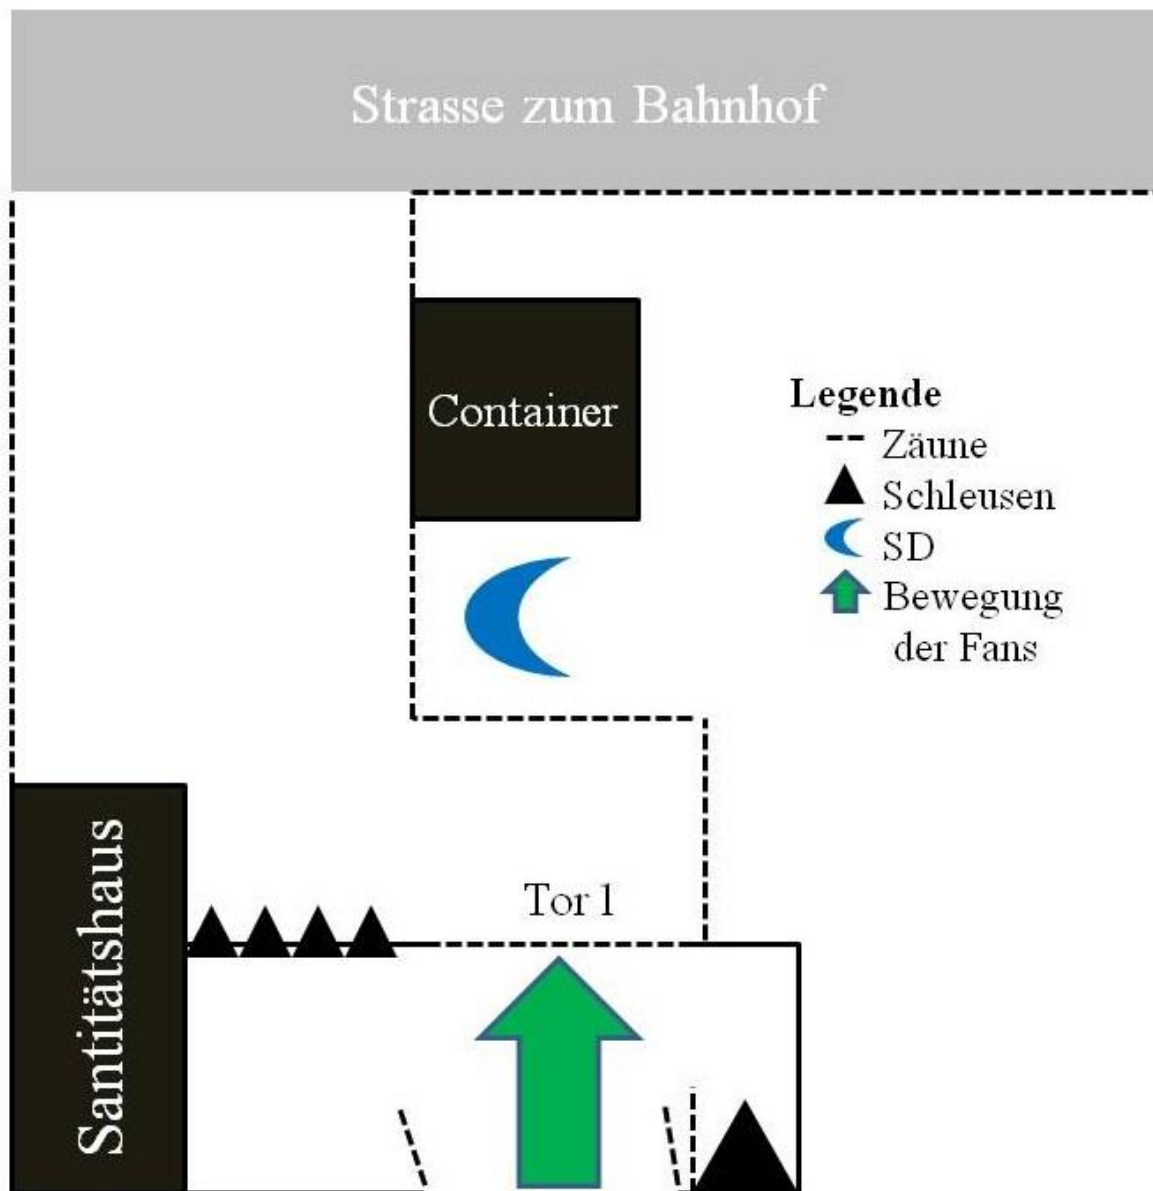 Strasse zum Bahnhof
Container
Legende
Zäune
Schleusen
SD
Bewegung
der Fans
Tor 1
Santitätshaus